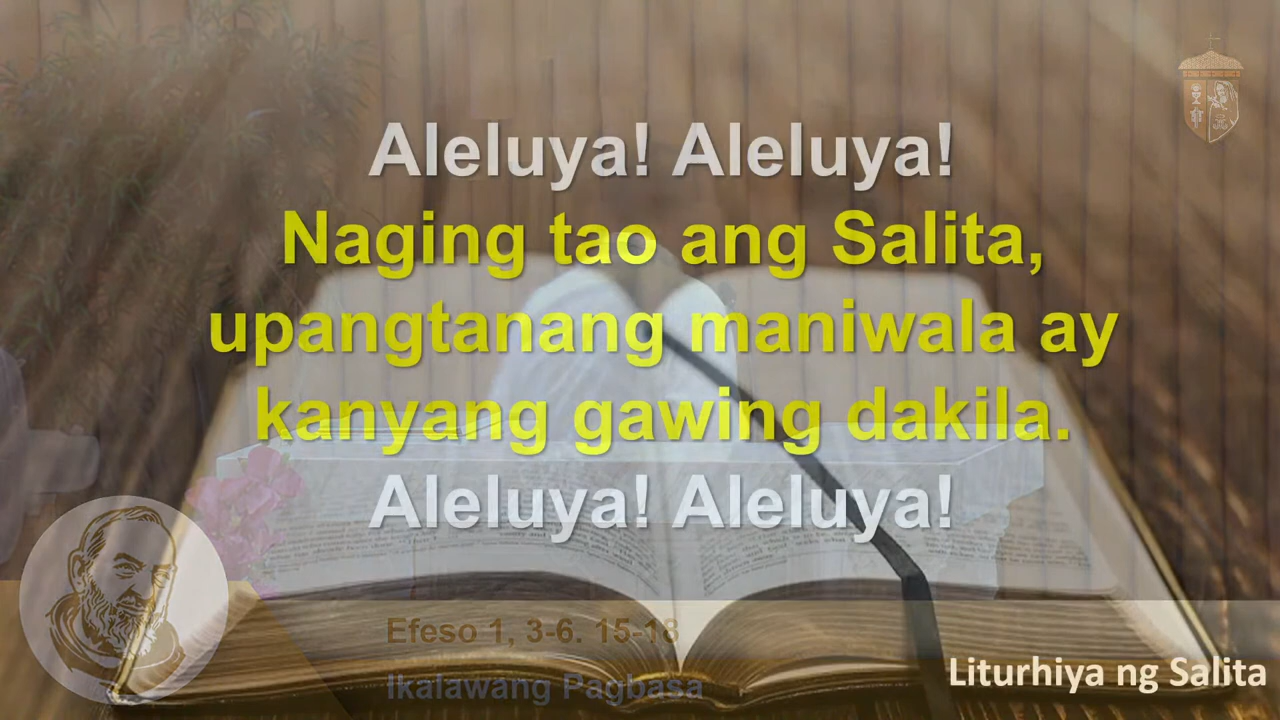 Aleluya! Aleluya!
Naging tao ang Salita,
upangtanang maniwala ay
kanyang gawing dakila.
Aleluya! Aleluya!
Efeso 1, 3-6. 15-18
Ikalawang Pagbasa
Liturhiya ng Salita